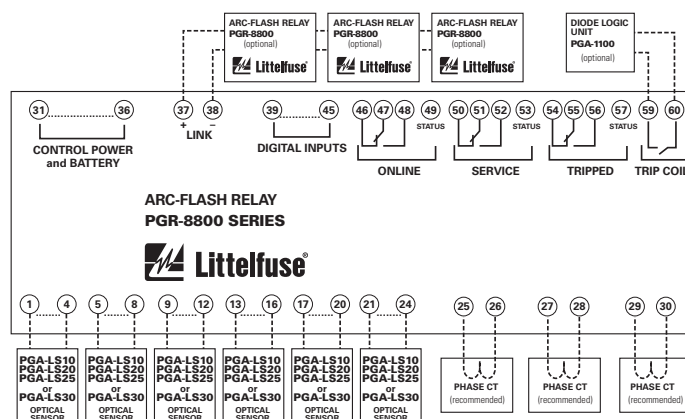 ARC-FLASH RELAY
PGR-8800
(optional)
Littelfuse
ARC-FLASH RELAY
PGR-8800
(optional)
Littelfuse
ARC-FLASH RELAY
PGR-8800
(optional)
Littelfuse
DIODE LOGIC
UNIT
PGA-1100
(optional)
31 36 37 38 39 45 46 47 48 49 50 51 52 53 54 55 56 57 59 60
+ –
LINK
STATUS
STATUS
STATUS
CONTROL POWER
and BATTERY
DIGITAL INPUTS
ONLINE
SERVICE
TRIPPED
TRIP COIL
ARC-FLASH RELAY
PGR-8800 SERIES
Littelfuse®
1 4 5 8 9 12 13 16 17 20 21 24 25 26 27 28 29 30
PGA-LS10
PGA-LS20
PGA-LS25
or
PGA-LS30
OPTICAL
SENSOR
PGA-LS10
PGA-LS20
PGA-LS25
or
PGA-LS30
OPTICAL
SENSOR
PGA-LS10
PGA-LS20
PGA-LS25
or
PGA-LS30
OPTICAL
SENSOR
PGA-LS10
PGA-LS20
PGA-LS25
or
PGA-LS30
OPTICAL
SENSOR
PGA-LS10
PGA-LS20
PGA-LS25
or
PGA-LS30
OPTICAL
SENSOR
PGA-LS10
PGA-LS20
PGA-LS25
or
PGA-LS30
OPTICAL
SENSOR
PHASE CT
(recommended)
PHASE CT
(recommended)
PHASE CT
(recommended)